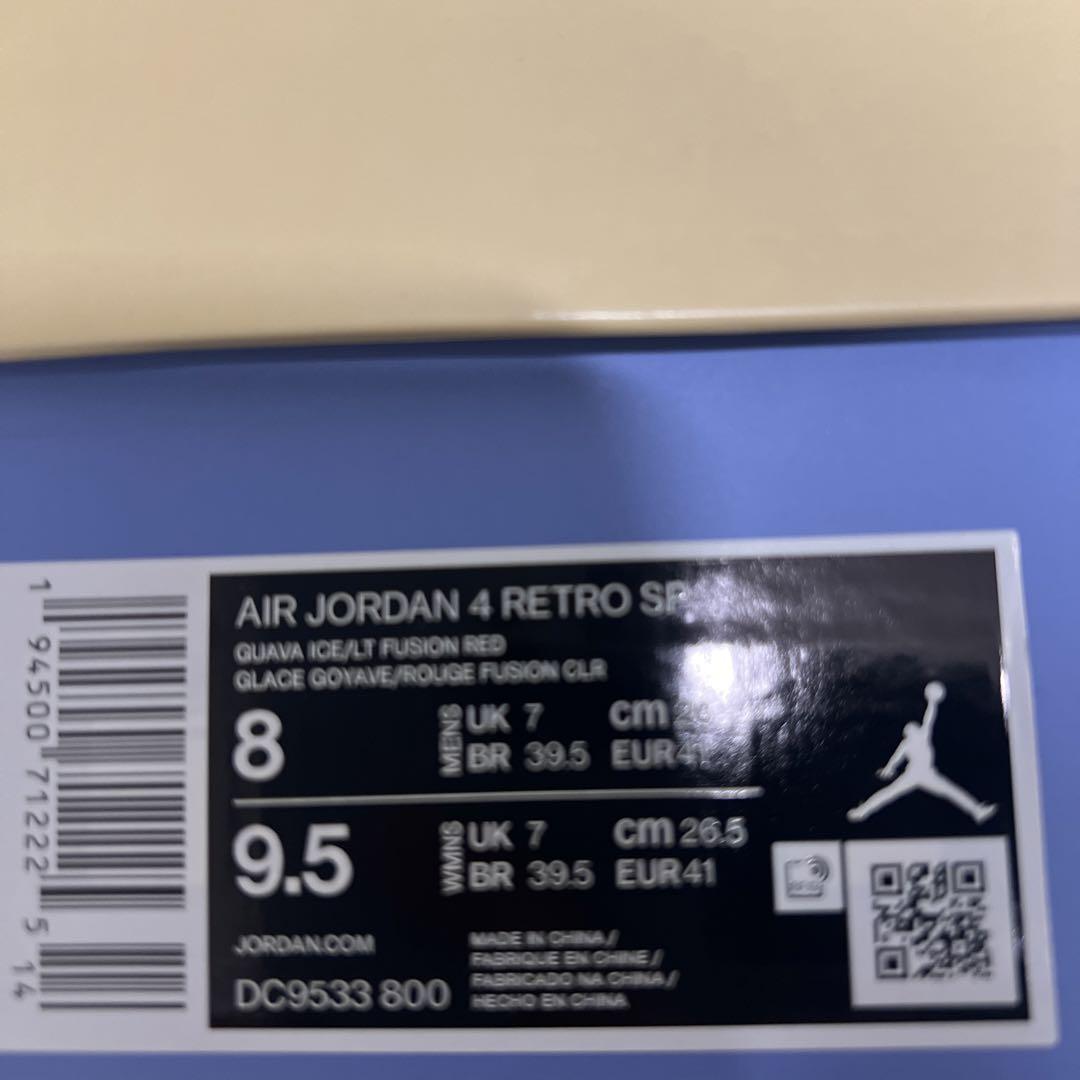 AIR JORDAN 4 RETRO SP
GUAVA ICE/LT FUSION RED
GLACE GOYAVE/ROUGE FUSION CLR
8 MENS UK 7 cm
BR 39.5 EUR 41
9.5 WMNS UK 7 cm 26.5
BR 39.5 EUR 41
JORDAN.COM
DC9533 800
MADE IN CHINA/
FABRIQUE EN CHINE/
FABRICADO NA CHINA/
HECHO EN CHINA
1 94500 71222 5 14